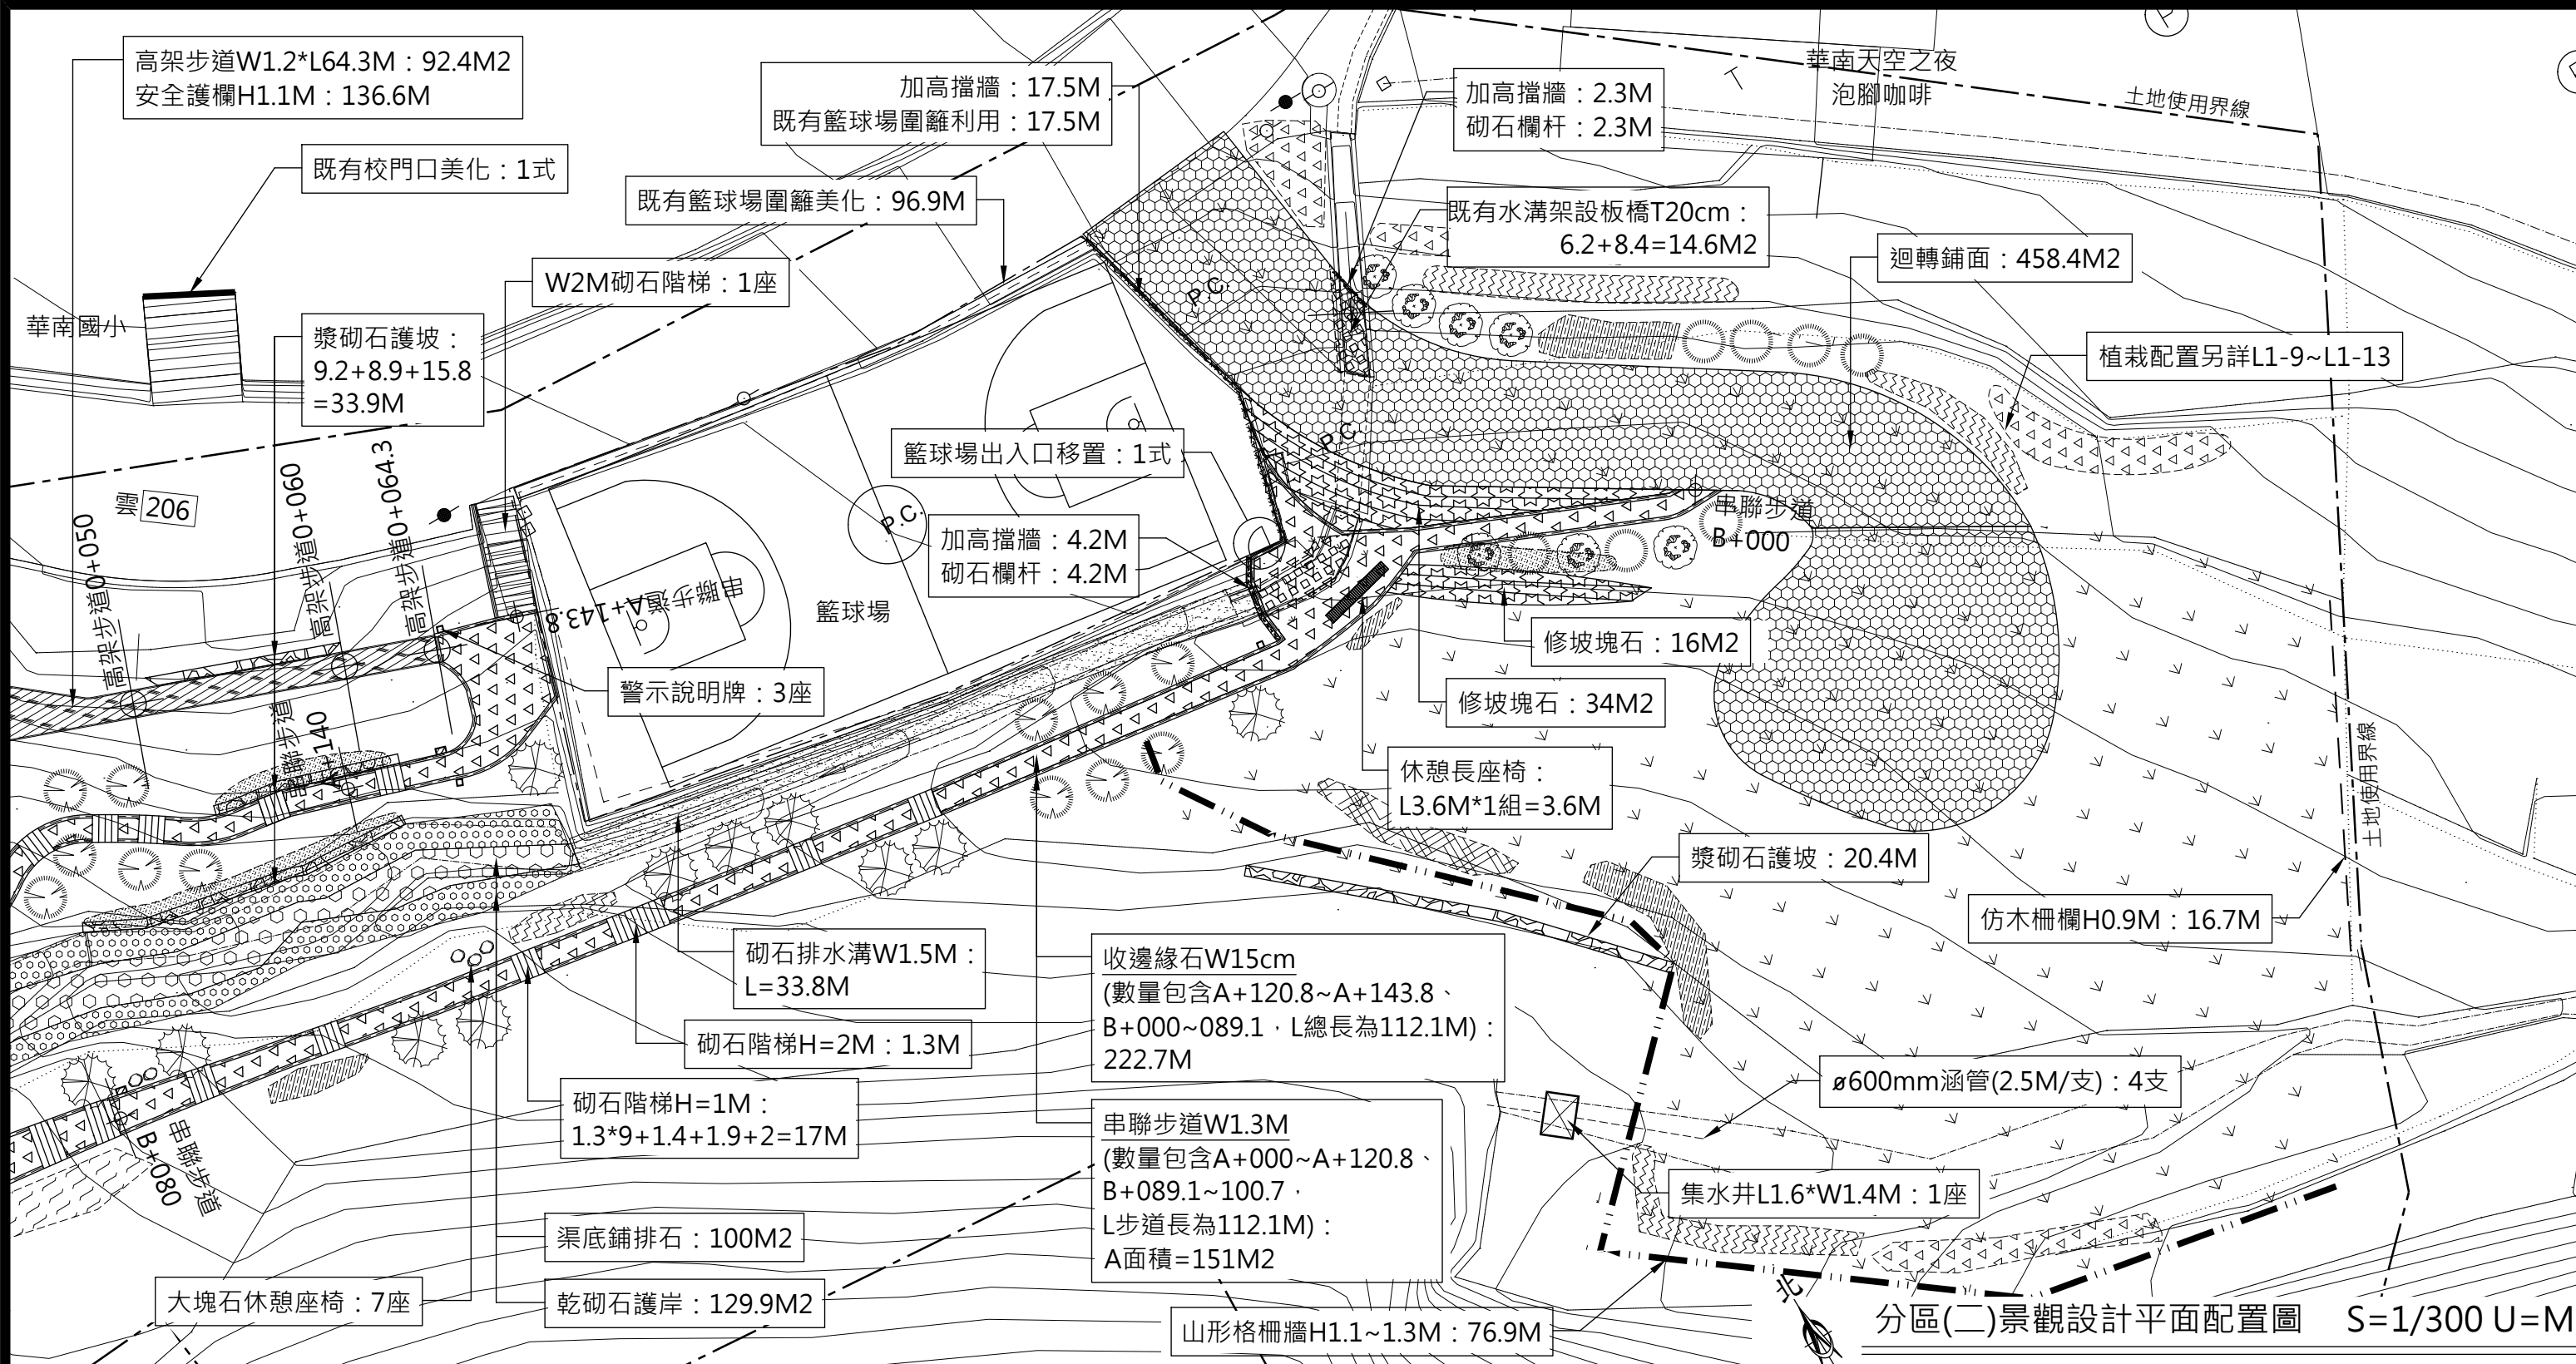 高架步道W1.2*L64.3M：92.4M2
安全護欄H1.1M：136.6M
加高擋牆：17.5M
既有籃球場圍籬利用：17.5M
加高擋牆：2.3M
砌石欄杆：2.3M
華南天空之夜
泡腳咖啡
土地使用界線
既有校門口美化：1式
既有籃球場圍籬美化：96.9M
既有水溝架設板橋T20cm：
6.2+8.4=14.6M2
迴轉鋪面：458.4M2
W2M砌石階梯：1座
華南國小
漿砌石護坡：
9.2+8.9+15.8
=33.9M
植栽配置另詳L1-9~L1-13
P.C.
P.C.
籃球場出入口移置：1式
雲 206
高架步道0+050
高架步道0+060
高架步道0+064.3
P.C.
加高擋牆：4.2M
砌石欄杆：4.2M
串聯步道
B+000
串聯步道A+143.8
籃球場
修坡塊石：16M2
警示說明牌：3座
修坡塊石：34M2
串聯步道
A+140
休憩長座椅：
L3.6M*1組=3.6M
土地使用界線
漿砌石護坡：20.4M
仿木柵欄H0.9M：16.7M
砌石排水溝W1.5M：
L=33.8M
收邊緣石W15cm
(數量包含A+120.8~A+143.8、
B+000~089.1，L總長為112.1M)：
222.7M
砌石階梯H=2M：1.3M
ø600mm涵管(2.5M/支)：4支
砌石階梯H=1M：
1.3*9+1.4+1.9+2=17M
串聯步道W1.3M
(數量包含A+000~A+120.8、
B+089.1~100.7，
L步道長為112.1M)：
A面積=151M2
串聯步道
B+080
集水井L1.6*W1.4M：1座
渠底鋪排石：100M2
大塊石休憩座椅：7座
乾砌石護岸：129.9M2
山形格柵牆H1.1~1.3M：76.9M
北
分區(二)景觀設計平面配置圖 S=1/300 U=M